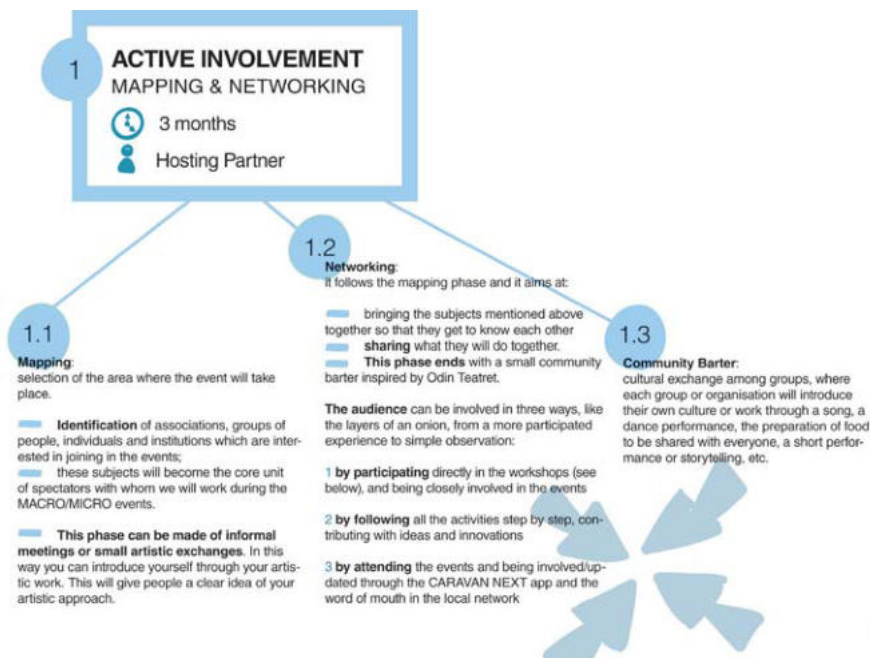 1
ACTIVE INVOLVEMENT
MAPPING & NETWORKING
3 months
Hosting Partner
1.1
Mapping:
selection of the area where the event will take
place.
Identification of associations, groups of
people, individuals and institutions which are inter-
ested in joining in the events;
these subjects will become the core unit
of spectators with whom we will work during the
MACRO/MICRO events.
This phase can be made of informal
meetings or small artistic exchanges. In this
way you can introduce yourself through your artis-
tic work. This will give people a clear idea of your
artistic approach.
1.2
Networking:
it follows the mapping phase and it aims at:
bringing the subjects mentioned above
together so that they get to know each other
sharing what they will do together.
This phase ends with a small community
barter inspired by Odin Teatret.
The audience can be involved in three ways, like
the layers of an onion, from a more participated
experience to simple observation:
1 by participating directly in the workshops (see
below), and being closely involved in the events
2 by following all the activities step by step, con-
tributing with ideas and innovations
3 by attending the events and being involved/up-
dated through the CARAVAN NEXT app and the
word of mouth in the local network
1.3
Community Barter:
cultural exchange among groups, where
each group or organisation will introduce
their own culture or work through a song, a
dance performance, the preparation of food
to be shared with everyone, a short perfor-
mance or storytelling, etc.